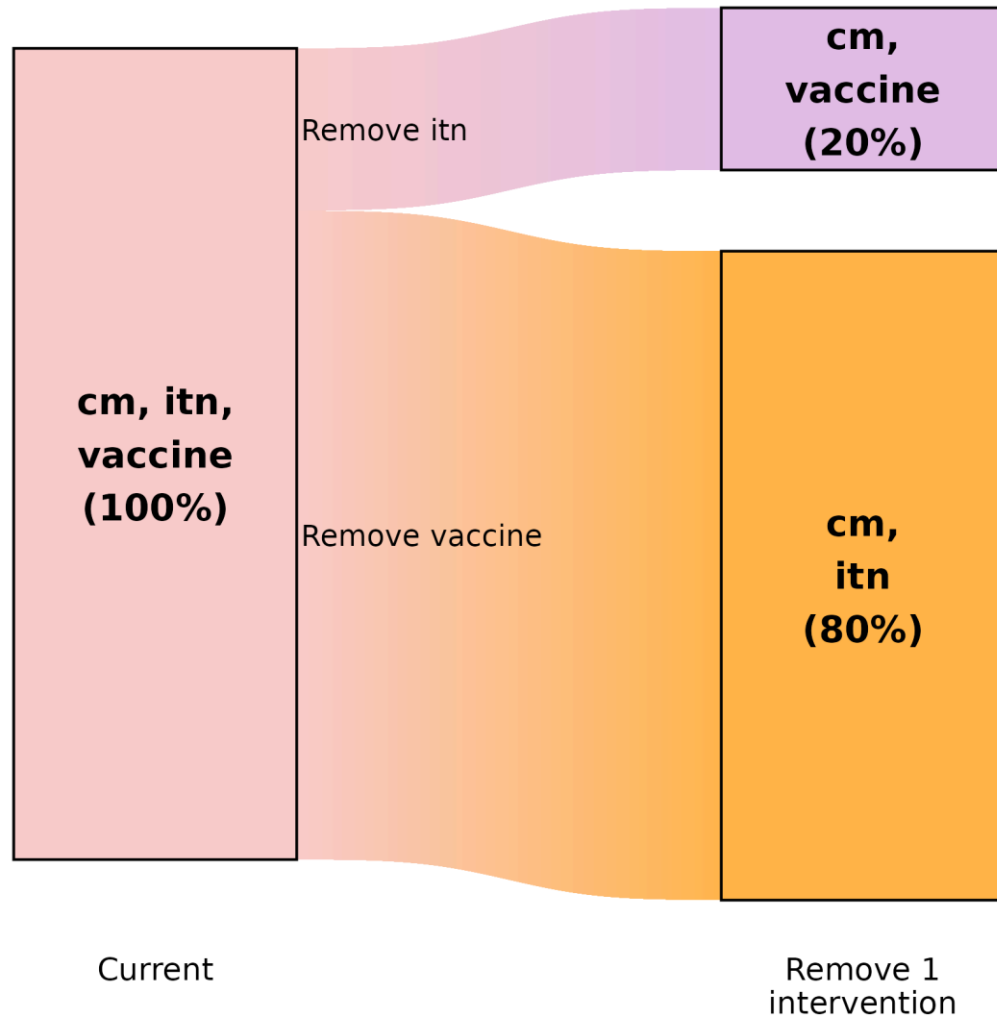 cm,
vaccine
(20%)
Remove itn
cm, itn,
vaccine
(100%)
Remove vaccine
cm,
itn
(80%)
Current
Remove 1
intervention